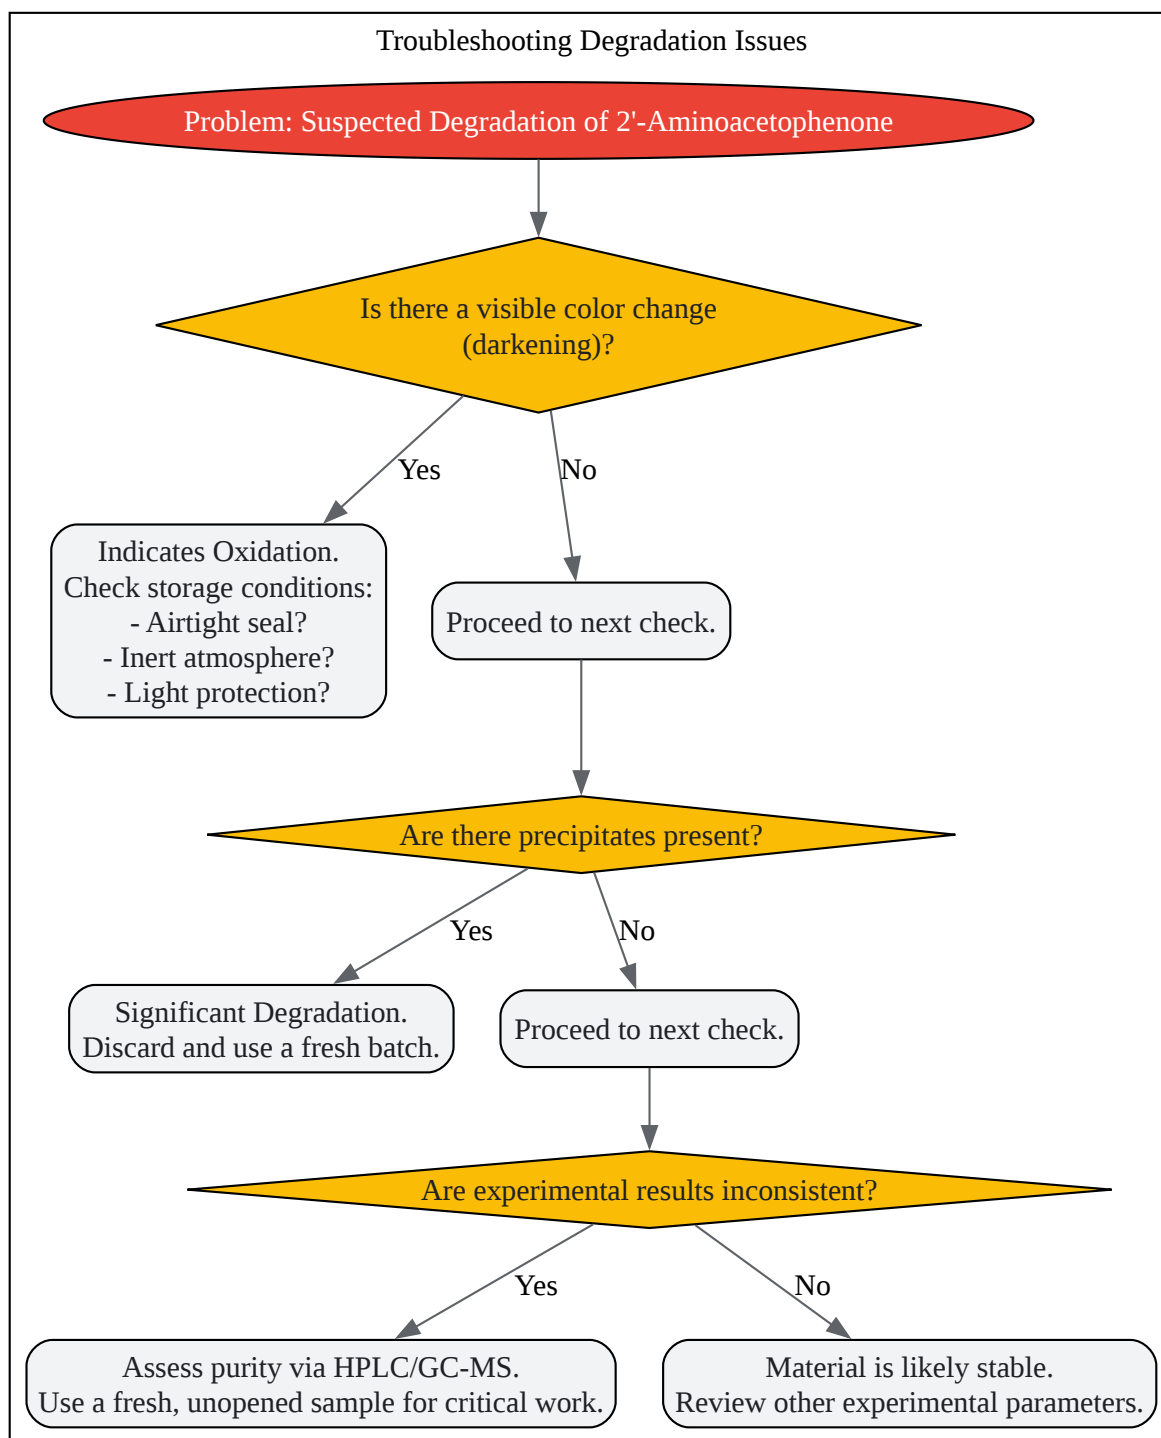 Troubleshooting Degradation Issues
Problem: Suspected Degradation of 2'-Aminoacetophenone
Is there a visible color change
(darkening)?
Yes
No
Indicates Oxidation.
Check storage conditions:
- Airtight seal?
- Inert atmosphere?
- Light protection?
Proceed to next check.
Are there precipitates present?
Yes
No
Significant Degradation.
Discard and use a fresh batch.
Proceed to next check.
Are experimental results inconsistent?
Yes
No
Assess purity via HPLC/GC-MS.
Use a fresh, unopened sample for critical work.
Material is likely stable.
Review other experimental parameters.